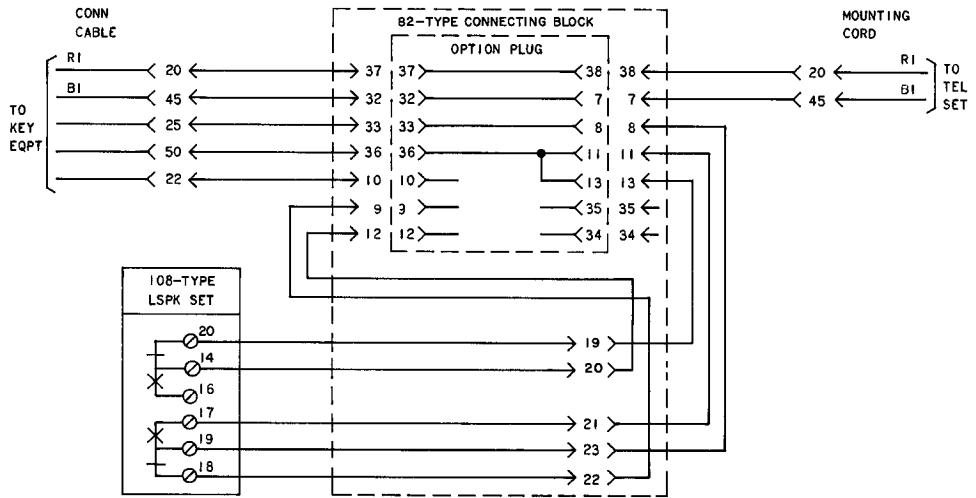 CONN
CABLE
82-TYPE CONNECTING BLOCK
MOUNTING
CORD
OPTION PLUG
R1 20 37 37 38 38 20 R1
B1 45 32 32 7 7 45 B1
TO
KEY
EQPT
TO
TEL
SET
25 33 33 8 8
50 36 36 11 11
22 10 10 13 13
9 9 35 35
12 12 34 34
108-TYPE
LSPK SET
20 19
14 20
16
17 21
19 23
18 22